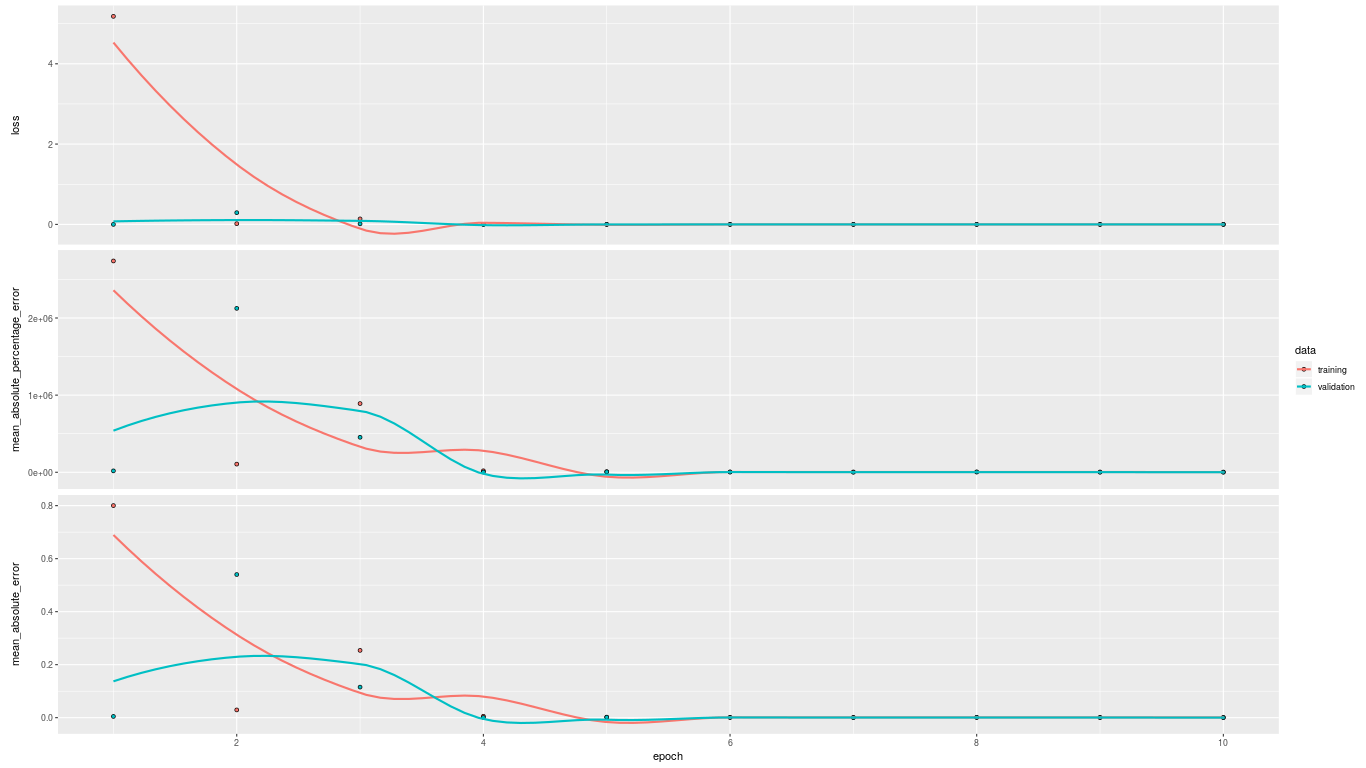 loss
4
2
0
mean_absolute_percentage_error
2e+06
1e+06
0e+00
mean_absolute_error
0.8
0.6
0.4
0.2
0.0
2
4
6
8
10
epoch
data
training
validation